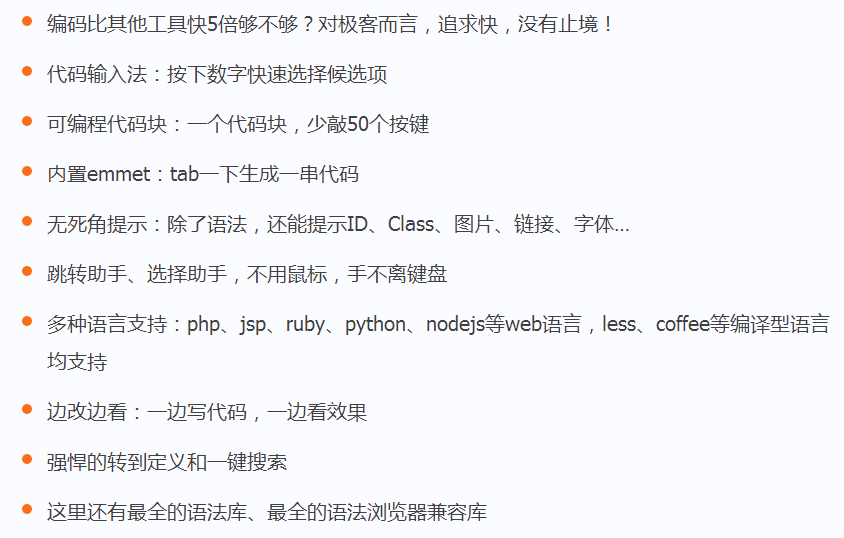 编码比其他工具快5倍够不够？对极客而言，追求快，没有止境！
代码输入法：按下数字快速选择候选项
可编程代码块：一个代码块，少敲50个按键
内置emmet：tab一下生成一串代码
无死角提示：除了语法，还能提示ID、Class、图片、链接、字体...
跳转助手、选择助手，不用鼠标，手不离键盘
多种语言支持：php、jsp、ruby、python、nodejs等web语言，less、coffee等编译型语言
均支持
边改边看：一边写代码，一边看效果
强悍的转到定义和一键搜索
这里还有最全的语法库、最全的语法浏览器兼容库